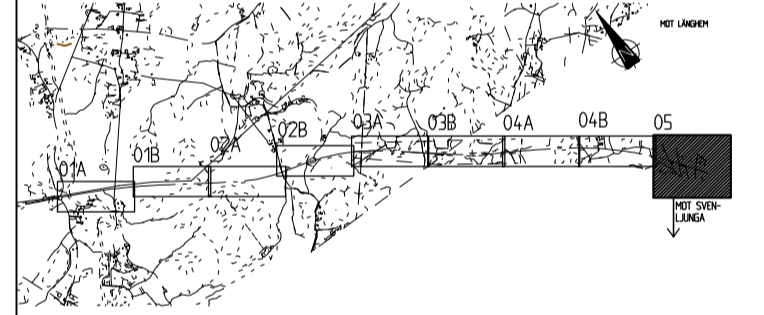 MOT LÄNGHEM
01A
01B
02A
02B
03A
03B
04A
04B
05
MOT SVEN-
LJUNGA